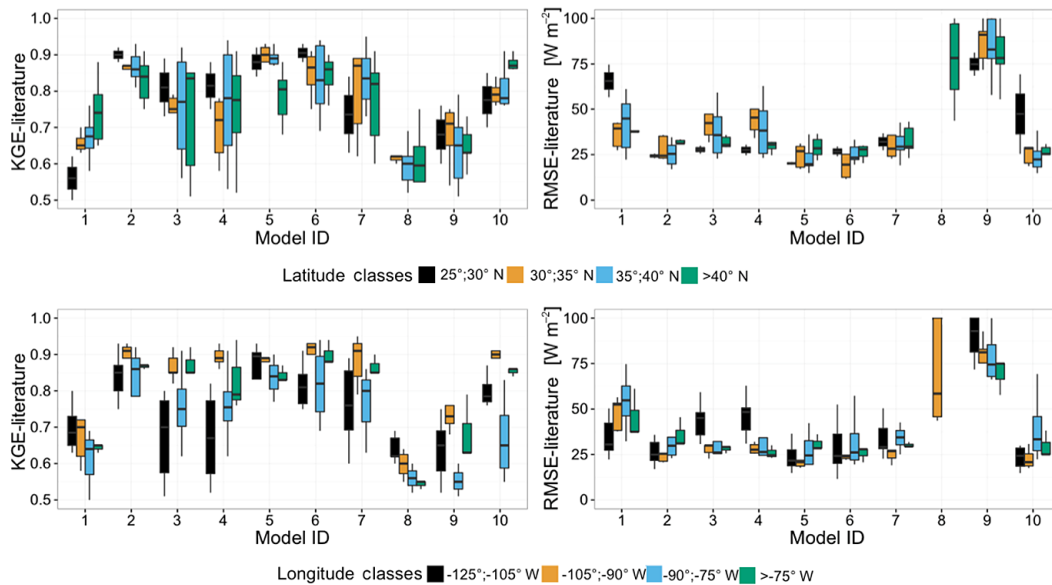 1.0
0.9
0.8
0.7
0.6
0.5
KGE-literature
1 2 3 4 5 6 7 8 9 10
Model ID
100
75
50
25
0
RMSE-literature [W m⁻²]
1 2 3 4 5 6 7 8 9 10
Model ID
Latitude classes 25°;30° N 30°;35° N 35°;40° N >40° N
1.0
0.9
0.8
0.7
0.6
0.5
KGE-literature
1 2 3 4 5 6 7 8 9 10
Model ID
100
75
50
25
0
RMSE-literature [W m⁻²]
1 2 3 4 5 6 7 8 9 10
Model ID
Longitude classes -125°;-105° W -105°;-90° W -90°;-75° W >-75° W